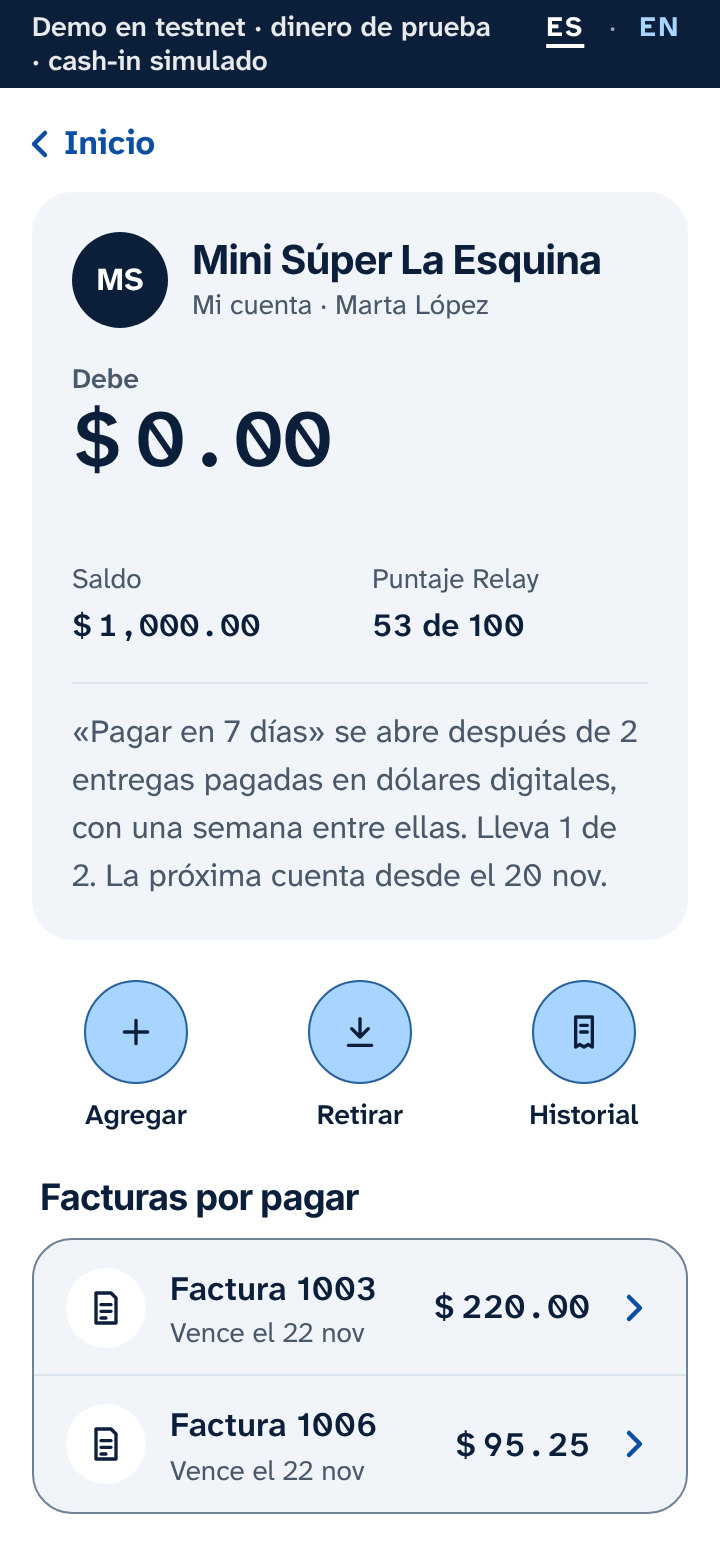 Demo en testnet · dinero de prueba
· cash-in simulado
ES · EN
Inicio
MS
Mini Súper La Esquina
Mi cuenta · Marta López
Debe
$0.00
Saldo
$1,000.00
Puntaje Relay
53 de 100
«Pagar en 7 días» se abre después de 2
entregas pagadas en dólares digitales,
con una semana entre ellas. Lleva 1 de
2. La próxima cuenta desde el 20 nov.
Agregar
Retirar
Historial
Facturas por pagar
Factura 1003
Vence el 22 nov
$220.00
Factura 1006
Vence el 22 nov
$95.25